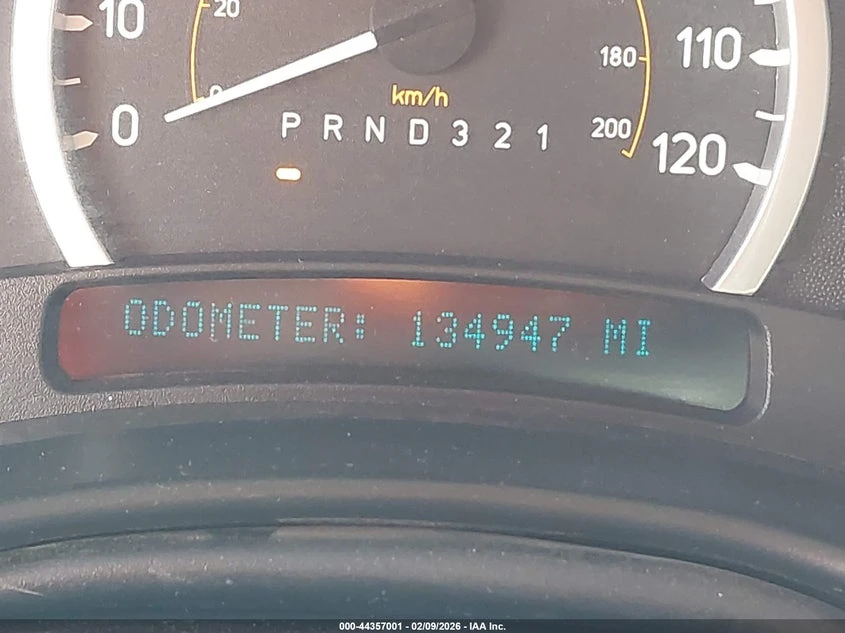 10 20 180 110
0 0 km/h 200 120
P R N D 3 2 1
ODOMETER: 134947 MI
000-44357001 - 02/09/2026 - IAA Inc.